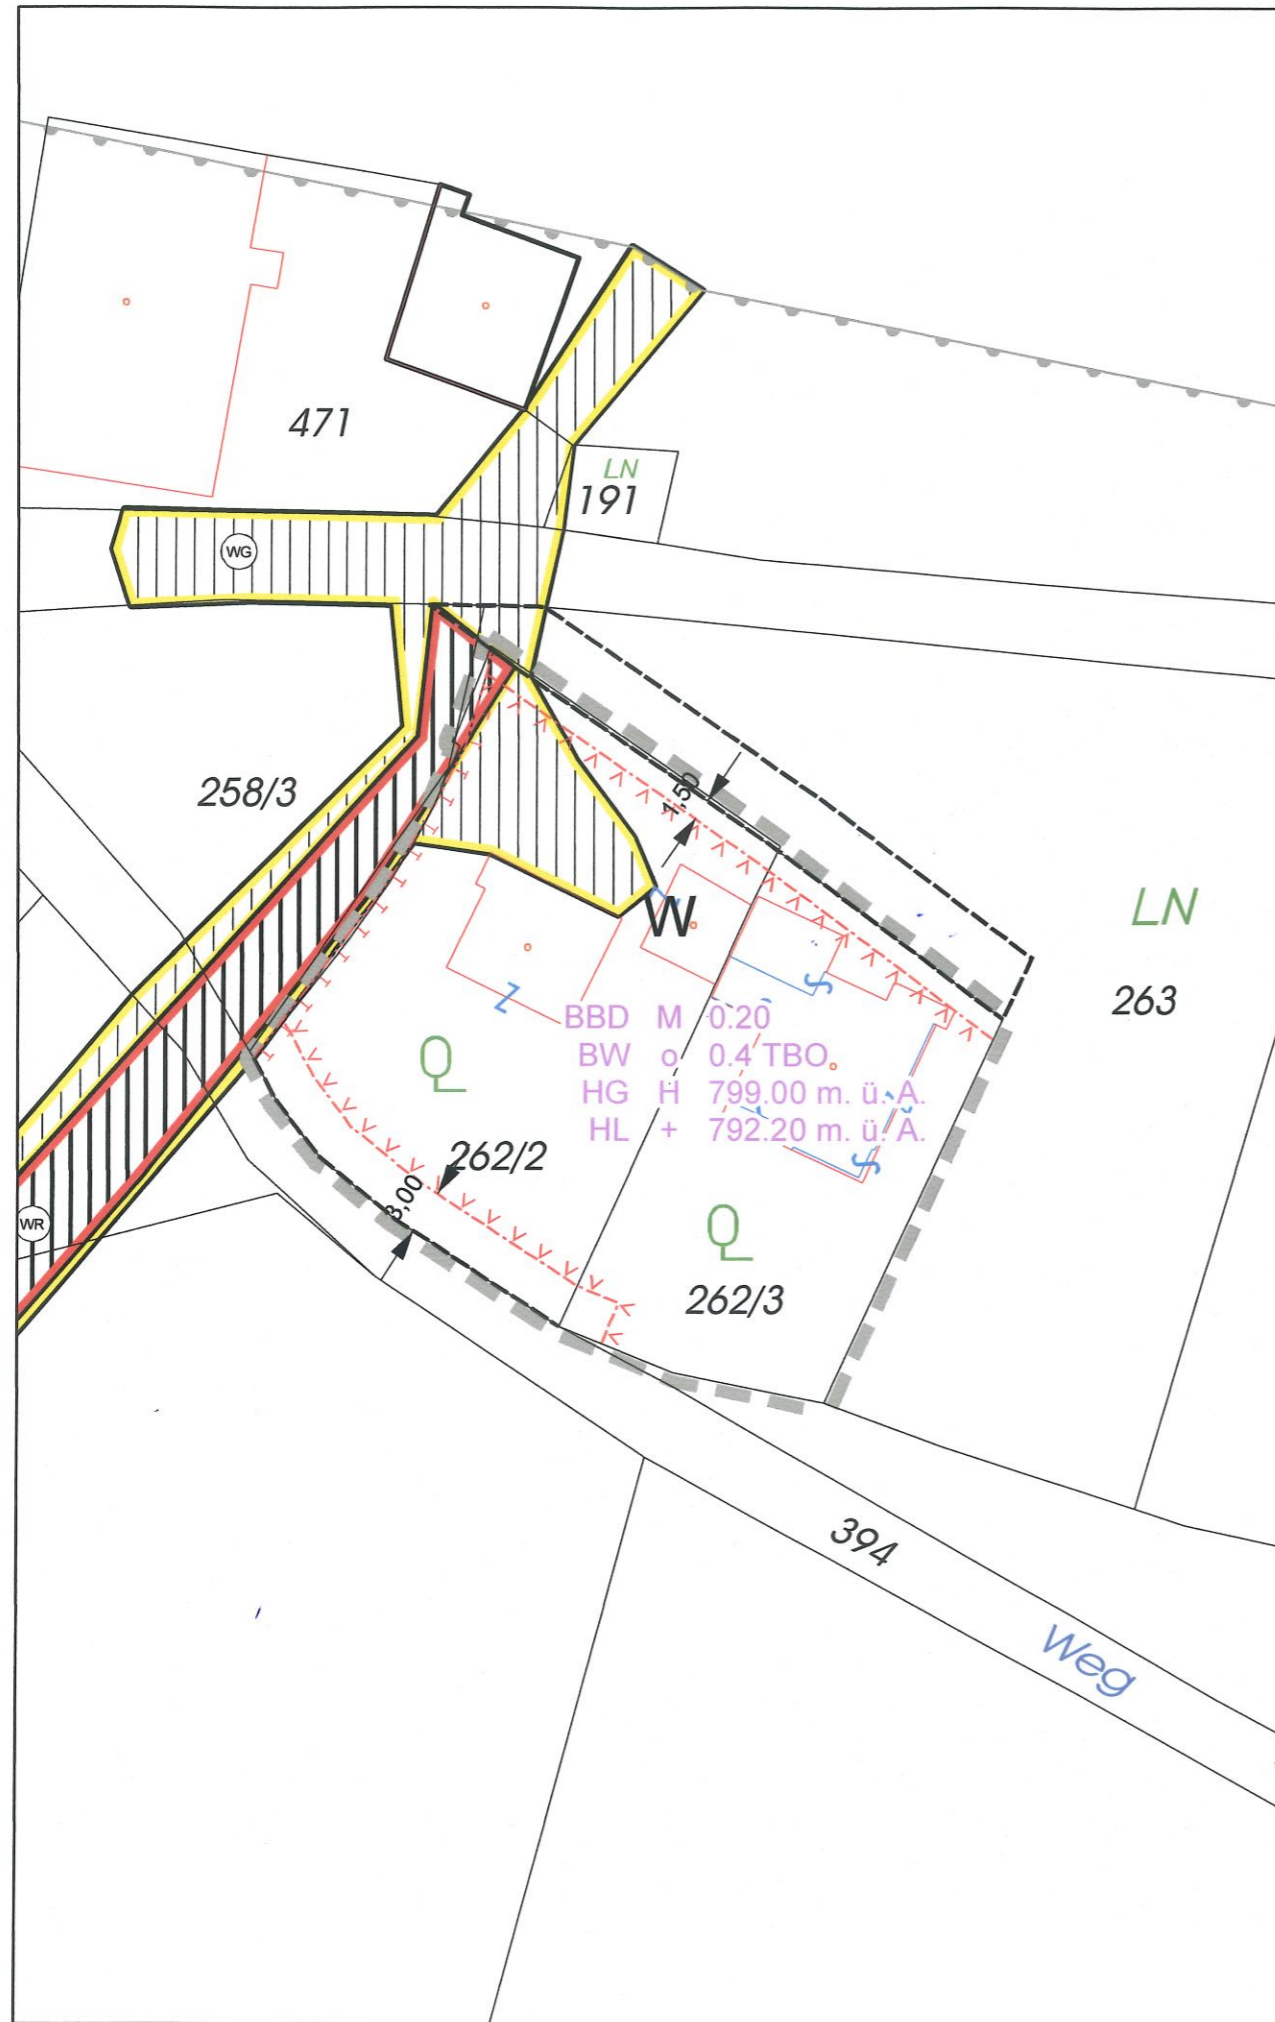 471
LN
191
WG
258/3
1,50
W
LN
263
BBD M 0.20
BW o 0.4 TBO
HG H 799.00 m. ü. A.
HL + 792.20 m. ü. A.
262/2
3,00
WR
262/3
394
Weg